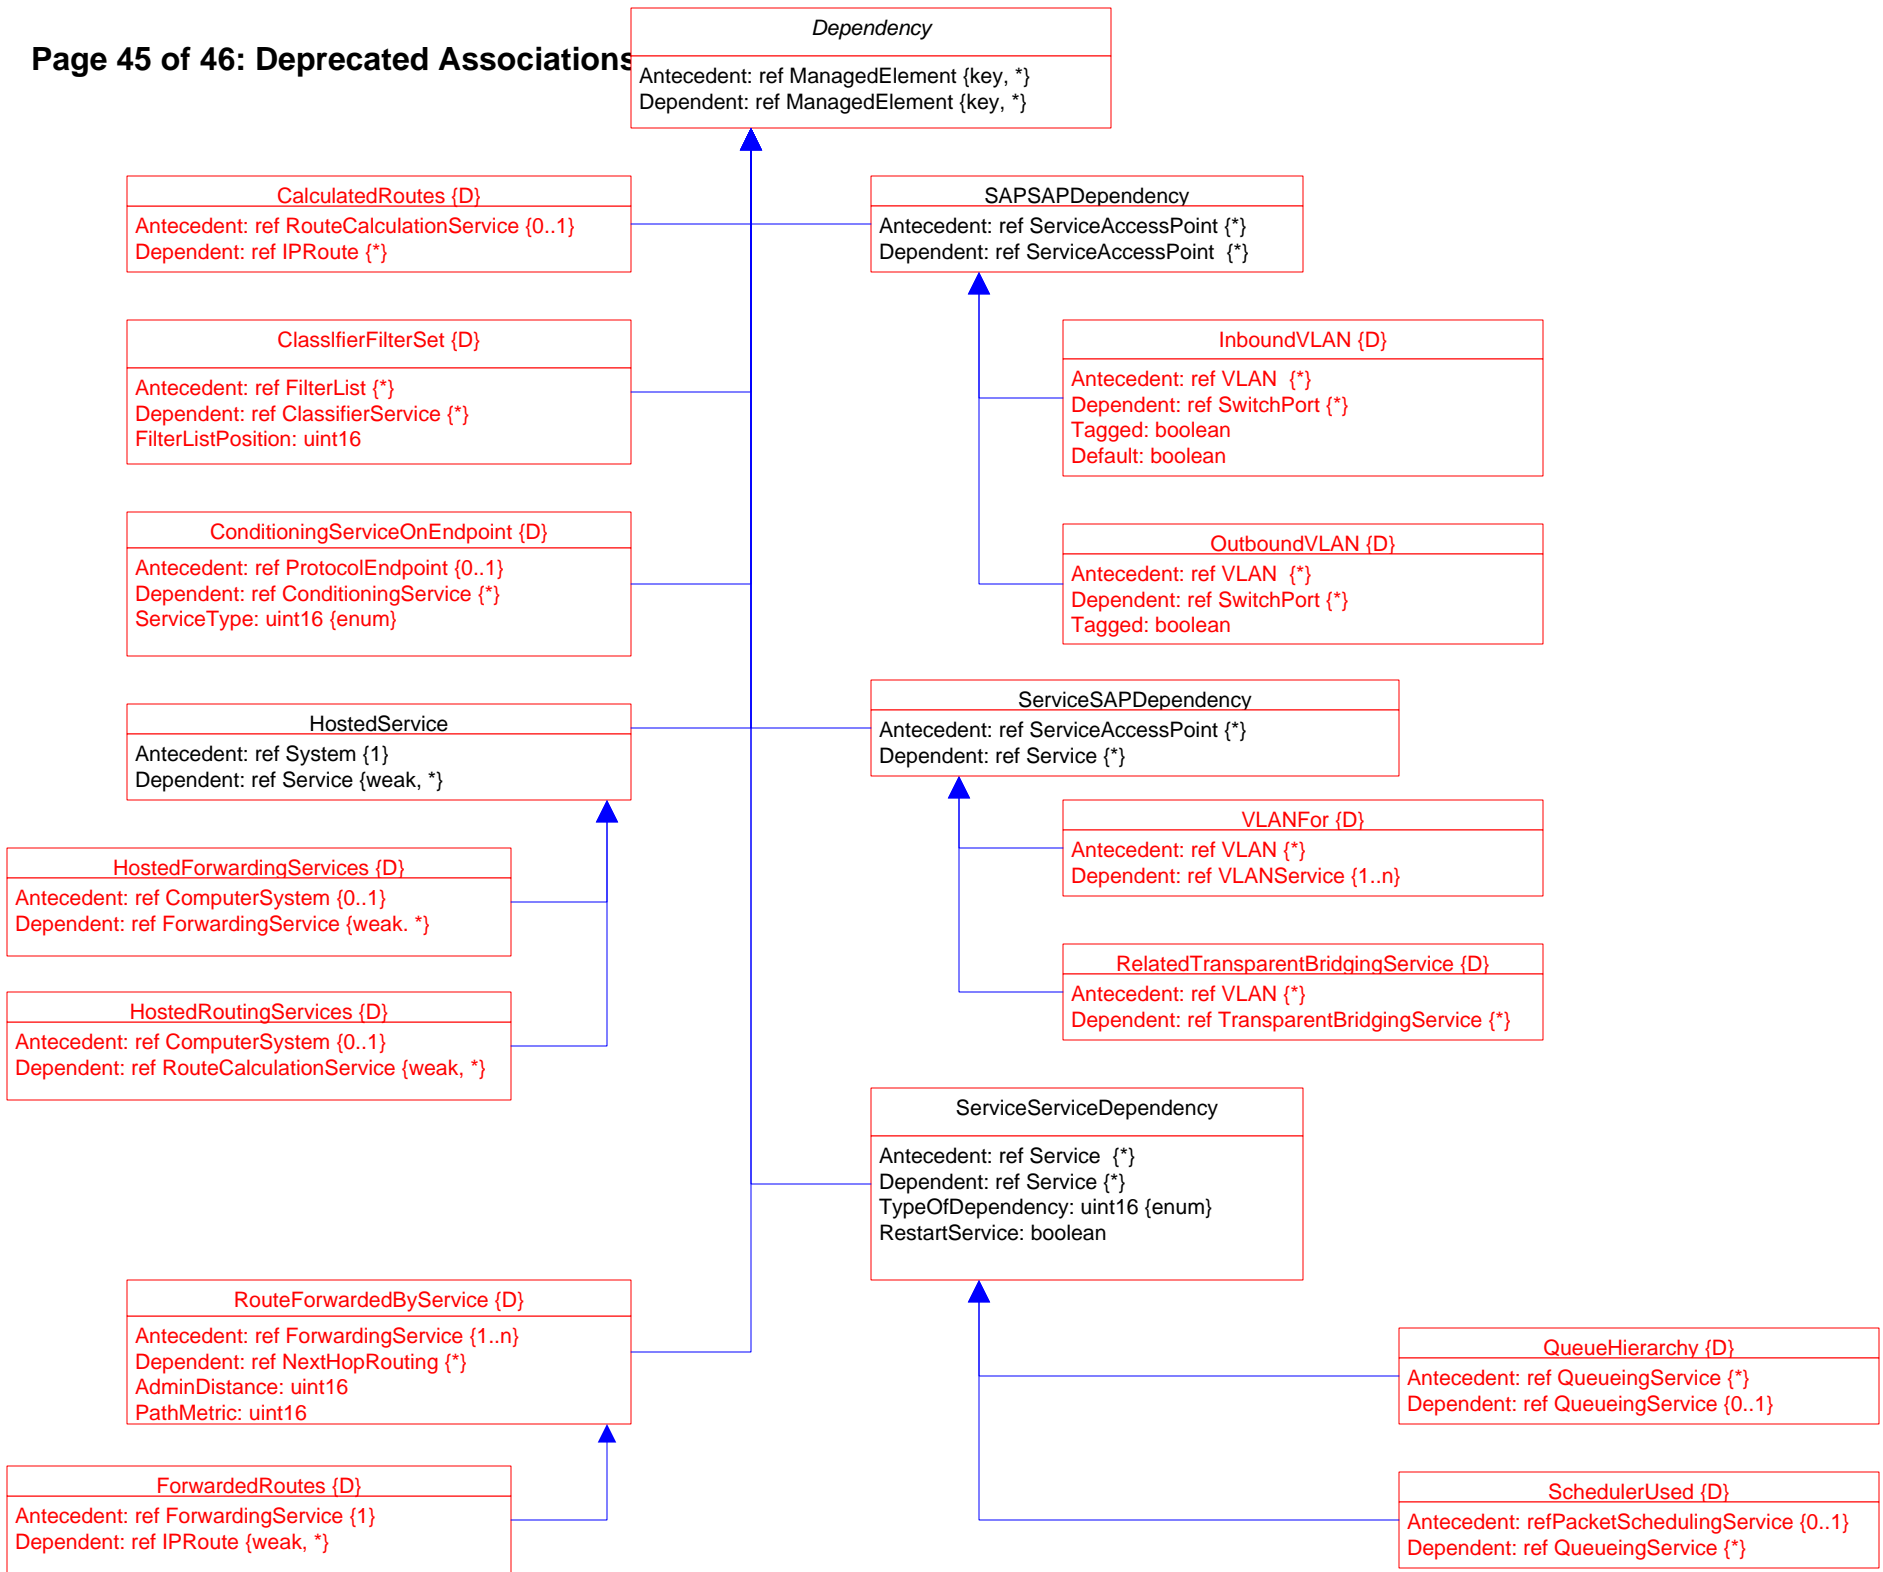 Page 45 of 46: Deprecated Associations
Dependency
Antecedent: ref ManagedElement {key, *}
Dependent: ref ManagedElement {key, *}
CalculatedRoutes {D}
Antecedent: ref RouteCalculationService {0..1}
Dependent: ref IPRoute {*}
SAPSAPDependency
Antecedent: ref ServiceAccessPoint {*}
Dependent: ref ServiceAccessPoint  {*}
ClasslfierFilterSet {D}
Antecedent: ref FilterList {*}
Dependent: ref ClassifierService {*}
FilterListPosition: uint16
InboundVLAN {D}
Antecedent: ref VLAN  {*}
Dependent: ref SwitchPort {*}
Tagged: boolean
Default: boolean
ConditioningServiceOnEndpoint {D}
Antecedent: ref ProtocolEndpoint {0..1}
Dependent: ref ConditioningService {*}
ServiceType: uint16 {enum}
OutboundVLAN {D}
Antecedent: ref VLAN  {*}
Dependent: ref SwitchPort {*}
Tagged: boolean
HostedService
Antecedent: ref System {1}
Dependent: ref Service {weak, *}
ServiceSAPDependency
Antecedent: ref ServiceAccessPoint {*}
Dependent: ref Service {*}
HostedForwardingServices {D}
Antecedent: ref ComputerSystem {0..1}
Dependent: ref ForwardingService {weak. *}
VLANFor {D}
Antecedent: ref VLAN {*}
Dependent: ref VLANService {1..n}
HostedRoutingServices {D}
Antecedent: ref ComputerSystem {0..1}
Dependent: ref RouteCalculationService {weak, *}
RelatedTransparentBridgingService {D}
Antecedent: ref VLAN {*}
Dependent: ref TransparentBridgingService {*}
ServiceServiceDependency
Antecedent: ref Service  {*}
Dependent: ref Service {*}
TypeOfDependency: uint16 {enum}
RestartService: boolean
RouteForwardedByService {D}
Antecedent: ref ForwardingService {1..n}
Dependent: ref NextHopRouting {*}
AdminDistance: uint16
PathMetric: uint16
QueueHierarchy {D}
Antecedent: ref QueueingService {*}
Dependent: ref QueueingService {0..1}
ForwardedRoutes {D}
Antecedent: ref ForwardingService {1}
Dependent: ref IPRoute {weak, *}
SchedulerUsed {D}
Antecedent: refPacketSchedulingService {0..1}
Dependent: ref QueueingService {*}